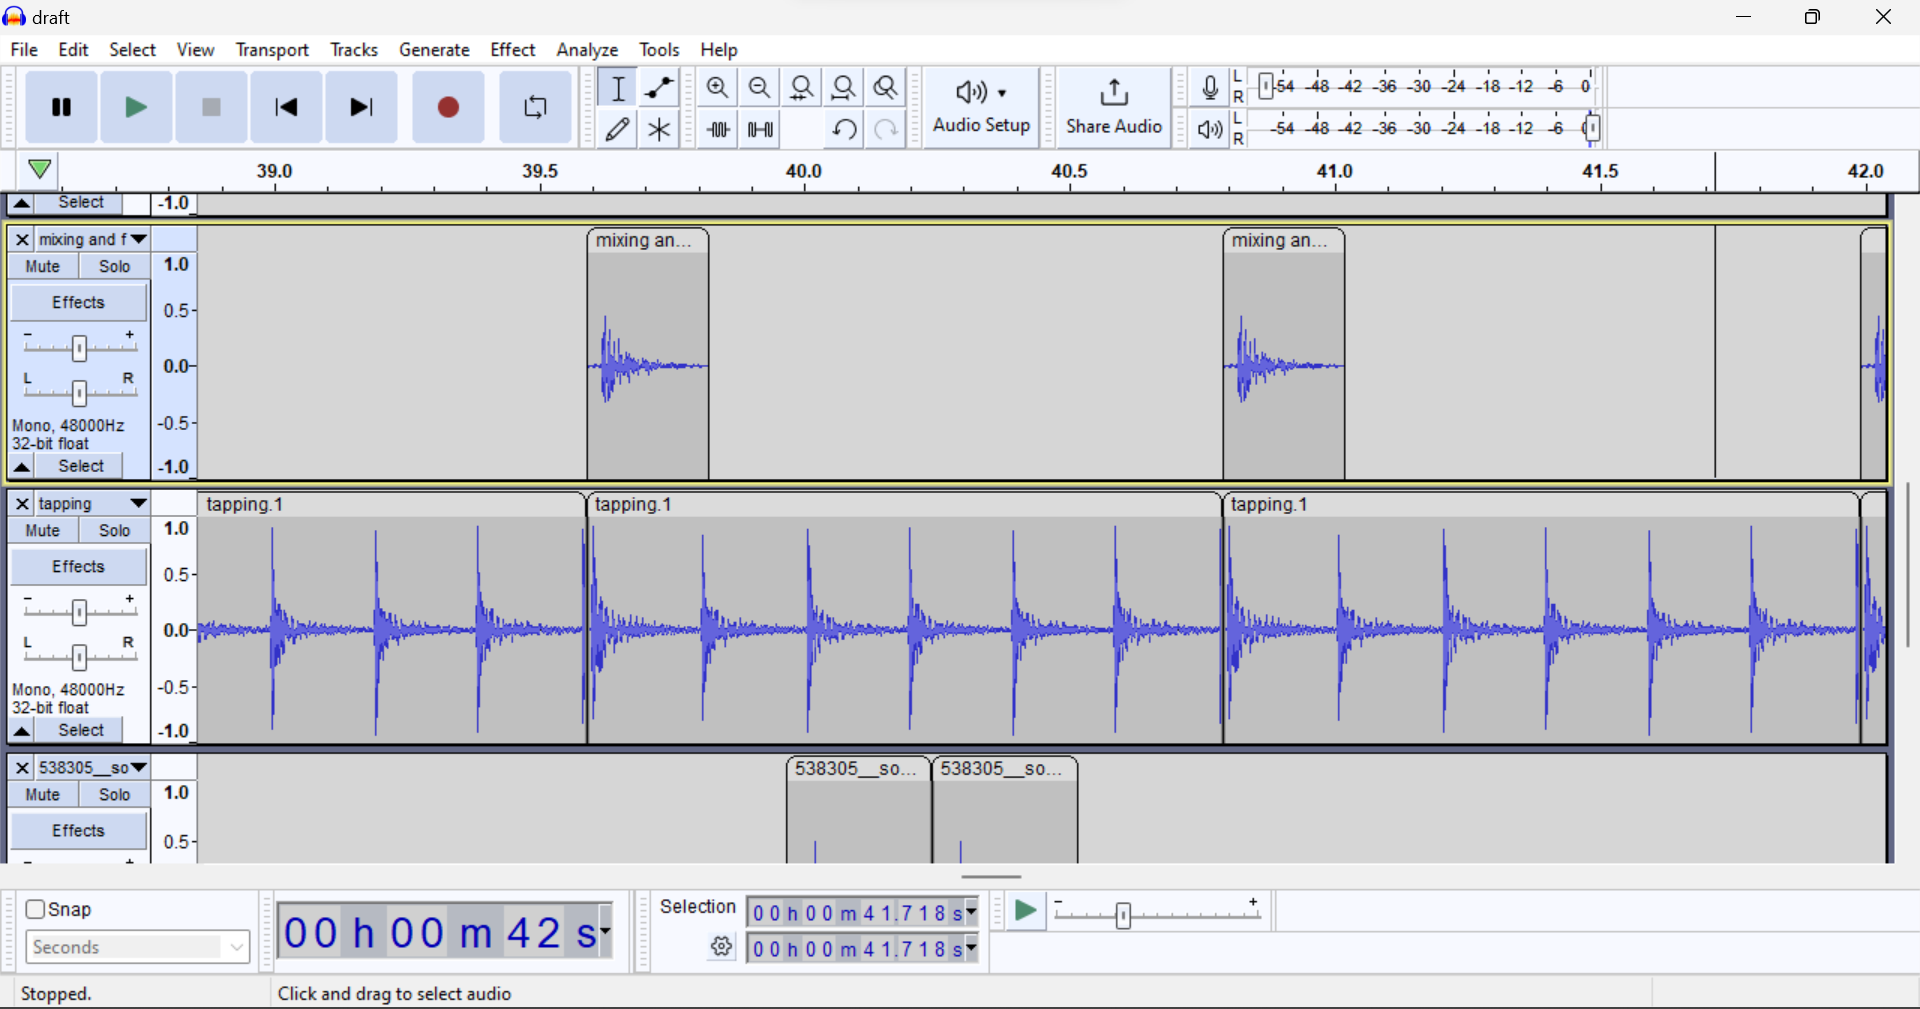 draft
File Edit Select View Transport Tracks Generate Effect Analyze Tools Help
Audio Setup
Share Audio
L
R
-54 -48 -42 -36 -30 -24 -18 -12 -6 0
L
R
-54 -48 -42 -36 -30 -24 -18 -12 -6
39.0 39.5 40.0 40.5 41.0 41.5 42.0
Select -1.0
mixing and f mixing an... mixing an...
Mute Solo 1.0
Effects 0.5
- +
L R 0.0
Mono, 48000Hz -0.5
32-bit float
Select -1.0
tapping tapping.1 tapping.1 tapping.1
Mute Solo 1.0
Effects 0.5
- +
L R 0.0
Mono, 48000Hz -0.5
32-bit float
Select -1.0
538305__so 538305__so... 538305__so...
Mute Solo 1.0
Effects 0.5
- +
Snap
Seconds
00 h 00 m 42 s
Selection
00 h 00 m 41.718 s
00 h 00 m 41.718 s
- +
Stopped. Click and drag to select audio